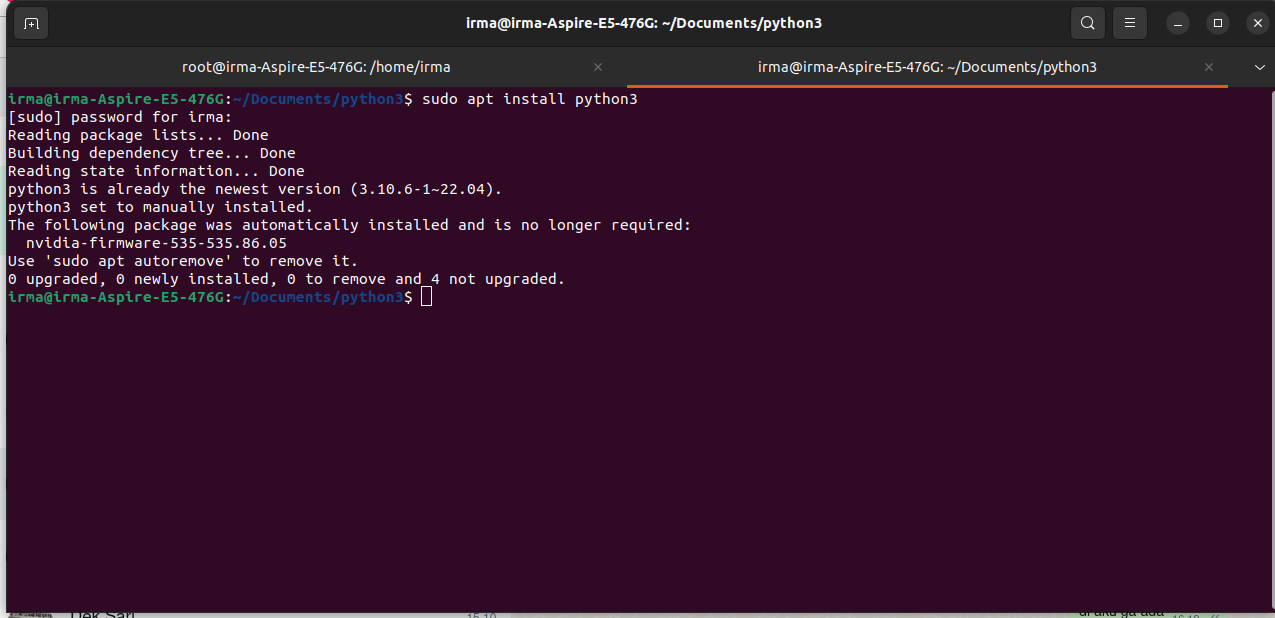 irma@irma-Aspire-E5-476G: ~/Documents/python3
root@irma-Aspire-E5-476G: /home/irma
irma@irma-Aspire-E5-476G: ~/Documents/python3
irma@irma-Aspire-E5-476G:~/Documents/python3$ sudo apt install python3
[sudo] password for irma:
Reading package lists... Done
Building dependency tree... Done
Reading state information... Done
python3 is already the newest version (3.10.6-1~22.04).
python3 set to manually installed.
The following package was automatically installed and is no longer required:
  nvidia-firmware-535-535.86.05
Use 'sudo apt autoremove' to remove it.
0 upgraded, 0 newly installed, 0 to remove and 4 not upgraded.
irma@irma-Aspire-E5-476G:~/Documents/python3$
Dek Sari
di aku ga ada